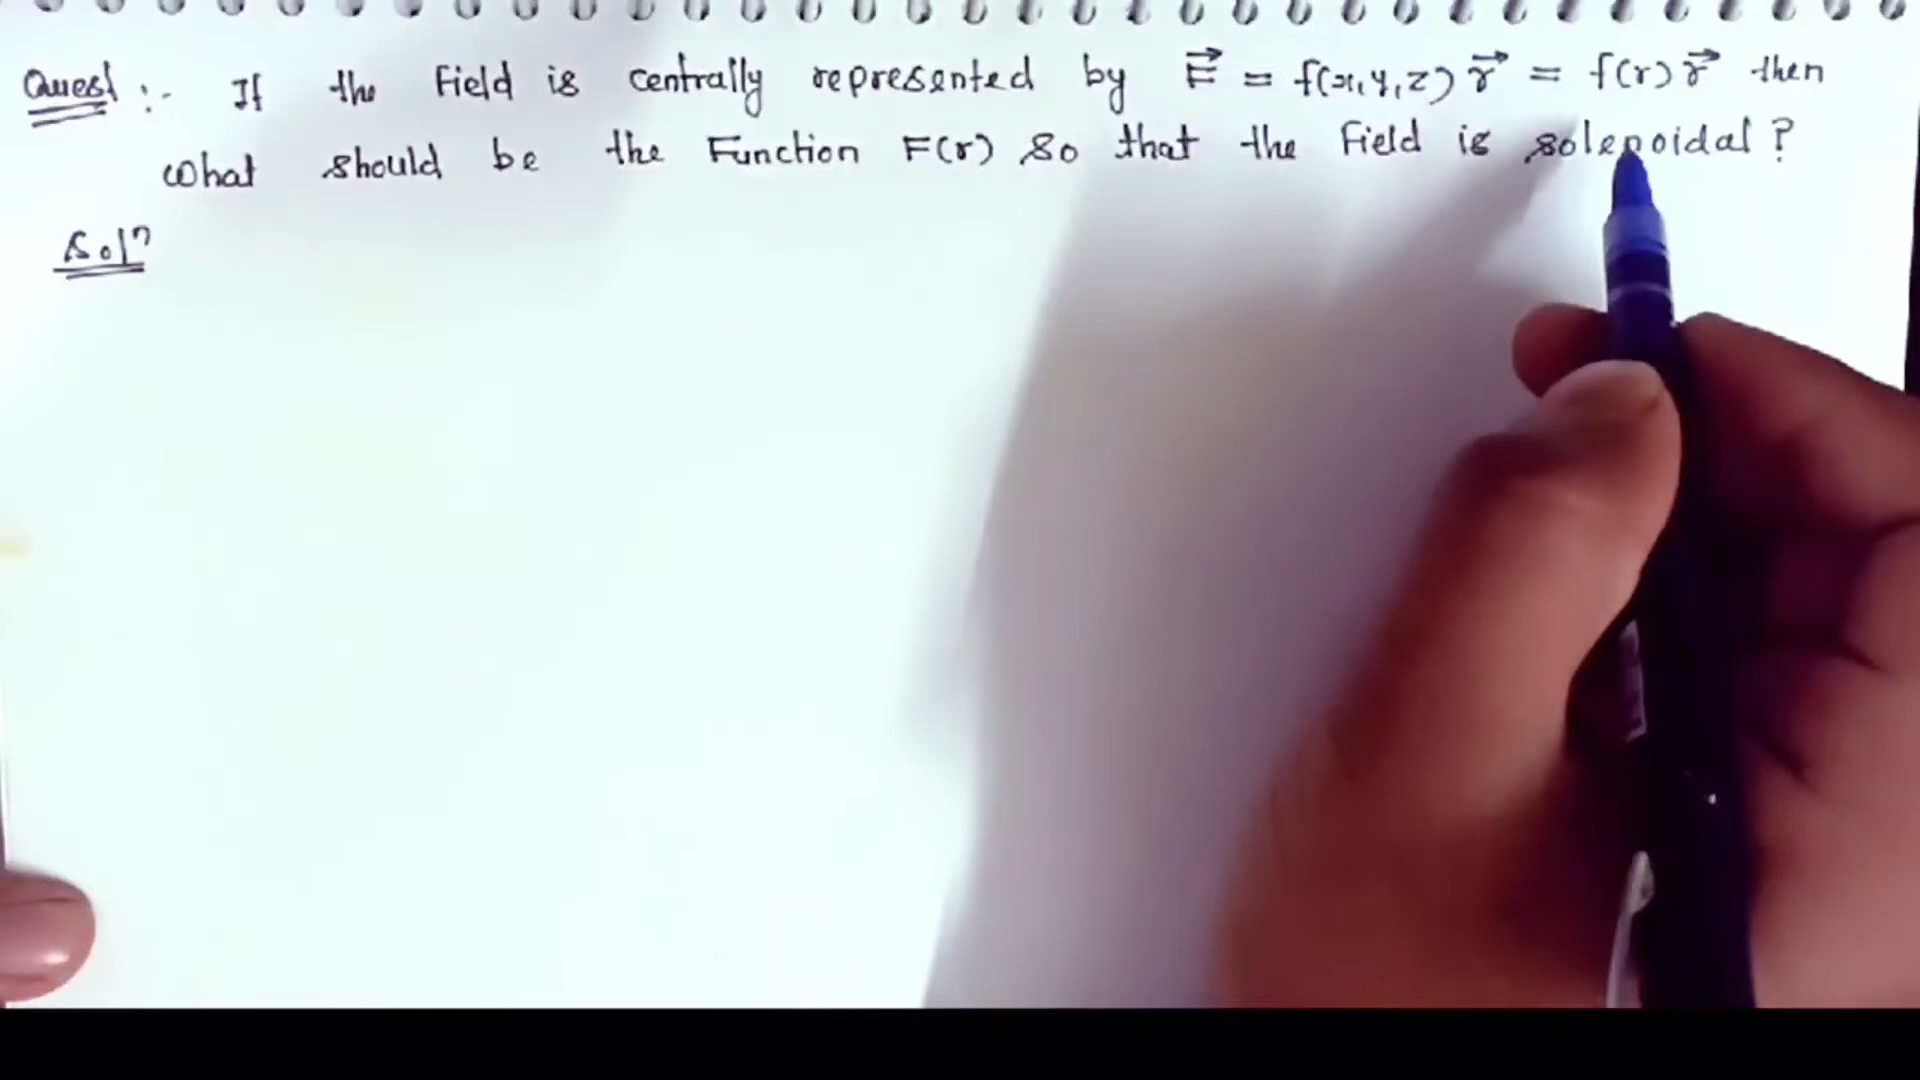 Quest :- If the Field is centrally represented by F⃗ = f(x,y,z) r⃗ = f(r) r⃗ then
what should be the Function F(r) so that the Field is solenoidal ?
Solⁿ